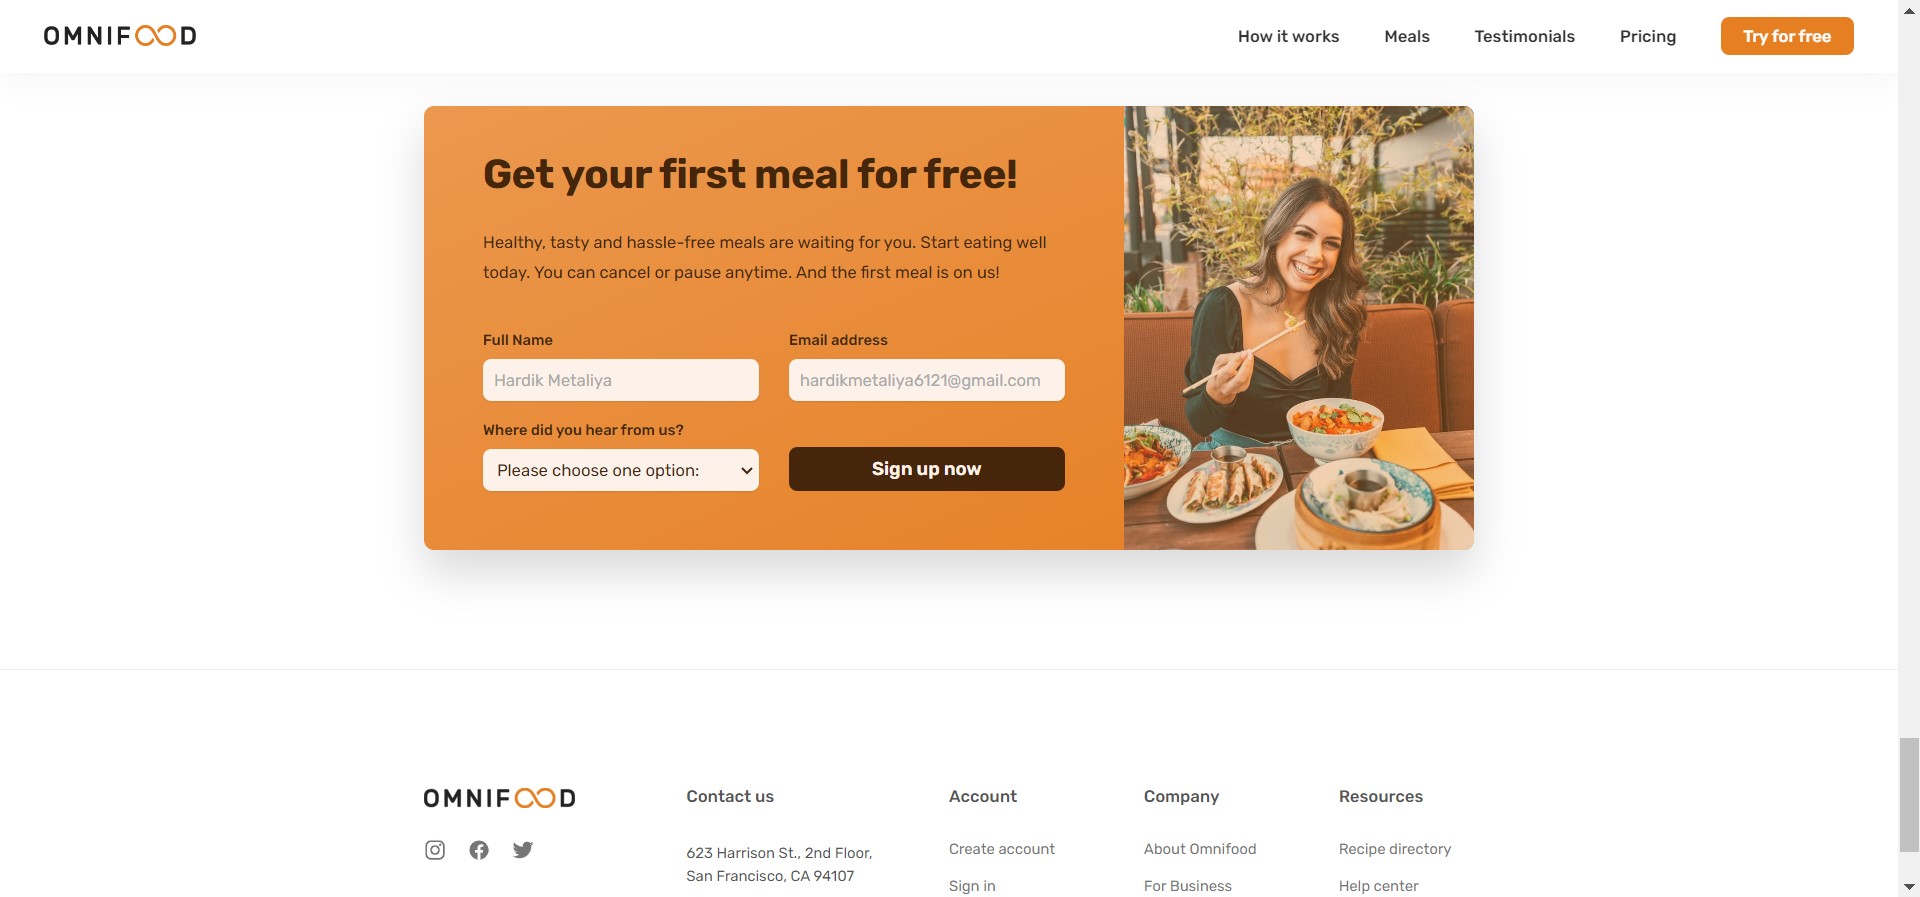 OMNIFOOD
How it works
Meals
Testimonials
Pricing
Try for free
Get your first meal for free!
Healthy, tasty and hassle-free meals are waiting for you. Start eating well
today. You can cancel or pause anytime. And the first meal is on us!
Full Name
Email address
Hardik Metaliya
hardikmetaliya6121@gmail.com
Where did you hear from us?
Please choose one option:
Sign up now
OMNIFOOD
Contact us
623 Harrison St., 2nd Floor,
San Francisco, CA 94107
Account
Create account
Sign in
Company
About Omnifood
For Business
Resources
Recipe directory
Help center